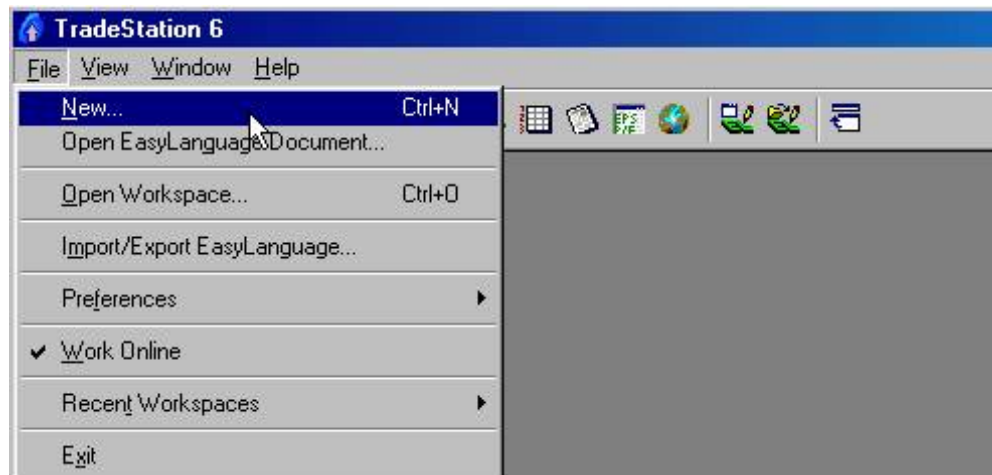 TradeStation 6
File View Window Help
New... Ctrl+N
Open EasyLanguage Document...
Open Workspace... Ctrl+O
Import/Export EasyLanguage...
Preferences
Work Online
Recent Workspaces
Exit
EPS